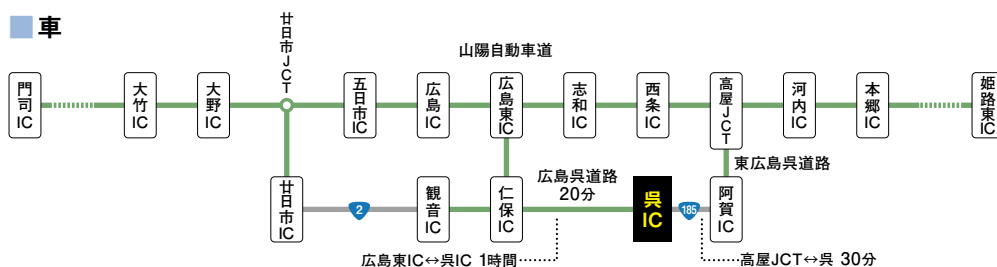 車
山陽自動車道
門司IC
大竹IC
大野IC
廿日市JCT
五日市IC
広島IC
広島東IC
志和IC
西条IC
高屋JCT
河内IC
本郷IC
姫路東IC
東広島呉道路
広島呉道路
20分
廿日市IC
2
観音IC
仁保IC
呉IC
185
阿賀IC
広島東IC↔呉IC 1時間
高屋JCT↔呉 30分